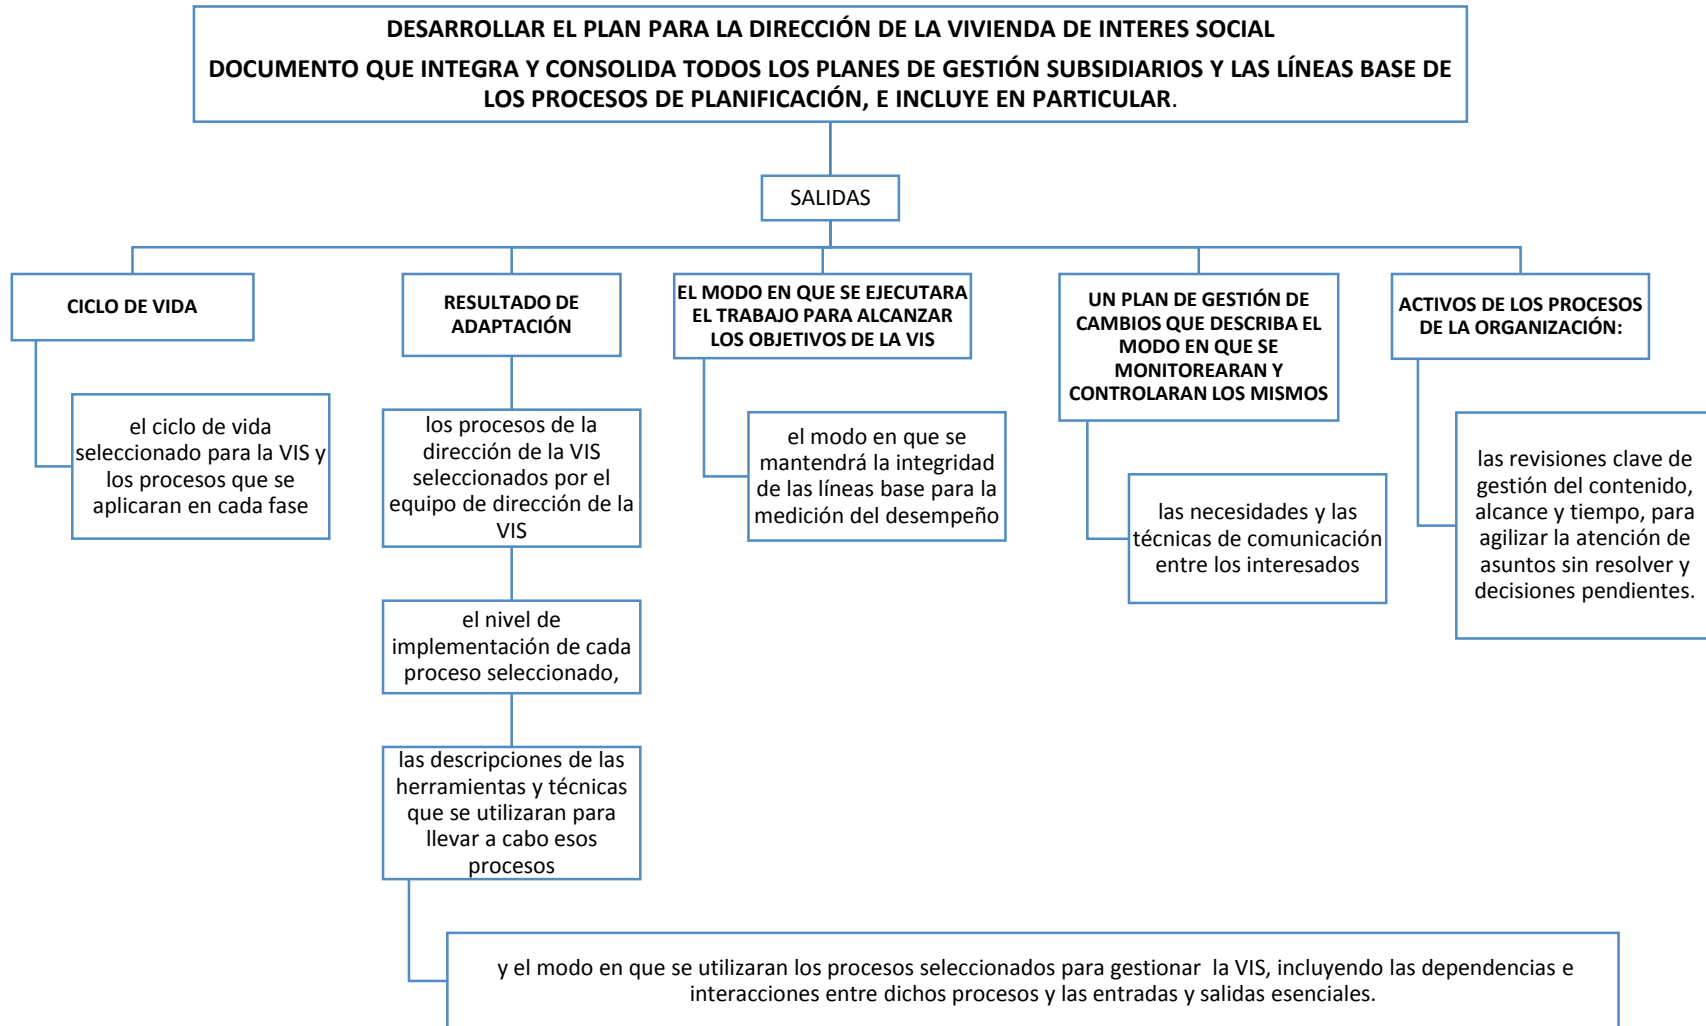 DESARROLLAR EL PLAN PARA LA DIRECCIÓN DE LA VIVIENDA DE INTERES SOCIAL
DOCUMENTO QUE INTEGRA Y CONSOLIDA TODOS LOS PLANES DE GESTIÓN SUBSIDIARIOS Y LAS LÍNEAS BASE DE
LOS PROCESOS DE PLANIFICACIÓN, E INCLUYE EN PARTICULAR.
SALIDAS
CICLO DE VIDA
el ciclo de vida
seleccionado para la VIS y
los procesos que se
aplicaran en cada fase
RESULTADO DE
ADAPTACIÓN
los procesos de la
dirección de la VIS
seleccionados por el
equipo de dirección de la
VIS
el nivel de
implementación de cada
proceso seleccionado,
las descripciones de las
herramientas y técnicas
que se utilizaran para
llevar a cabo esos
procesos
y el modo en que se utilizaran los procesos seleccionados para gestionar  la VIS, incluyendo las dependencias e
interacciones entre dichos procesos y las entradas y salidas esenciales.
EL MODO EN QUE SE EJECUTARA
EL TRABAJO PARA ALCANZAR
LOS OBJETIVOS DE LA VIS
el modo en que se
mantendrá la integridad
de las líneas base para la
medición del desempeño
UN PLAN DE GESTIÓN DE
CAMBIOS QUE DESCRIBA EL
MODO EN QUE SE
MONITOREARAN Y
CONTROLARAN LOS MISMOS
las necesidades y las
técnicas de comunicación
entre los interesados
ACTIVOS DE LOS PROCESOS
DE LA ORGANIZACIÓN:
las revisiones clave de
gestión del contenido,
alcance y tiempo, para
agilizar la atención de
asuntos sin resolver y
decisiones pendientes.